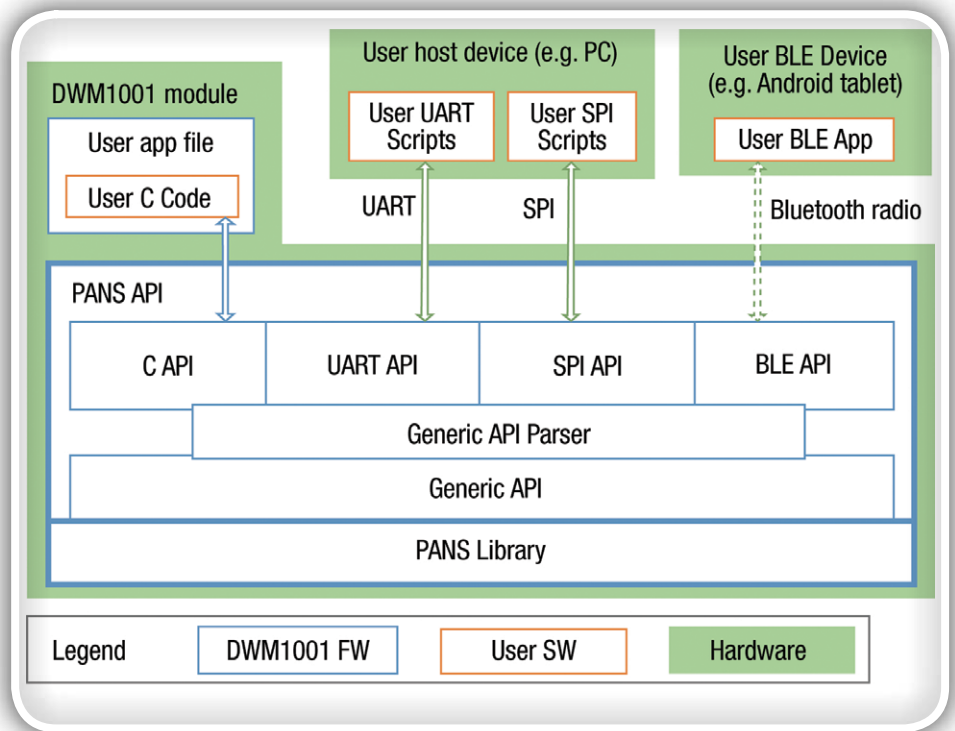 User host device (e.g. PC)
User BLE Device
(e.g. Android tablet)
DWM1001 module
User app file
User C Code
User UART
Scripts
User SPI
Scripts
User BLE App
UART
SPI
Bluetooth radio
PANS API
C API
UART API
SPI API
BLE API
Generic API Parser
Generic API
PANS Library
Legend
DWM1001 FW
User SW
Hardware